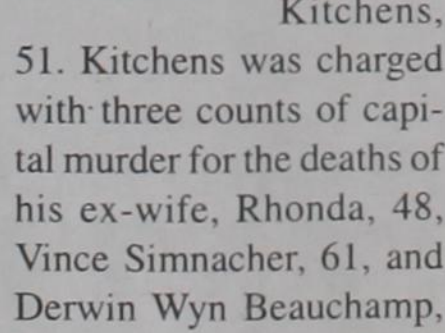 Kitchens,
51. Kitchens was charged
with three counts of capi-
tal murder for the deaths of
his ex-wife, Rhonda, 48,
Vince Simnacher, 61, and
Derwin Wyn Beauchamp,